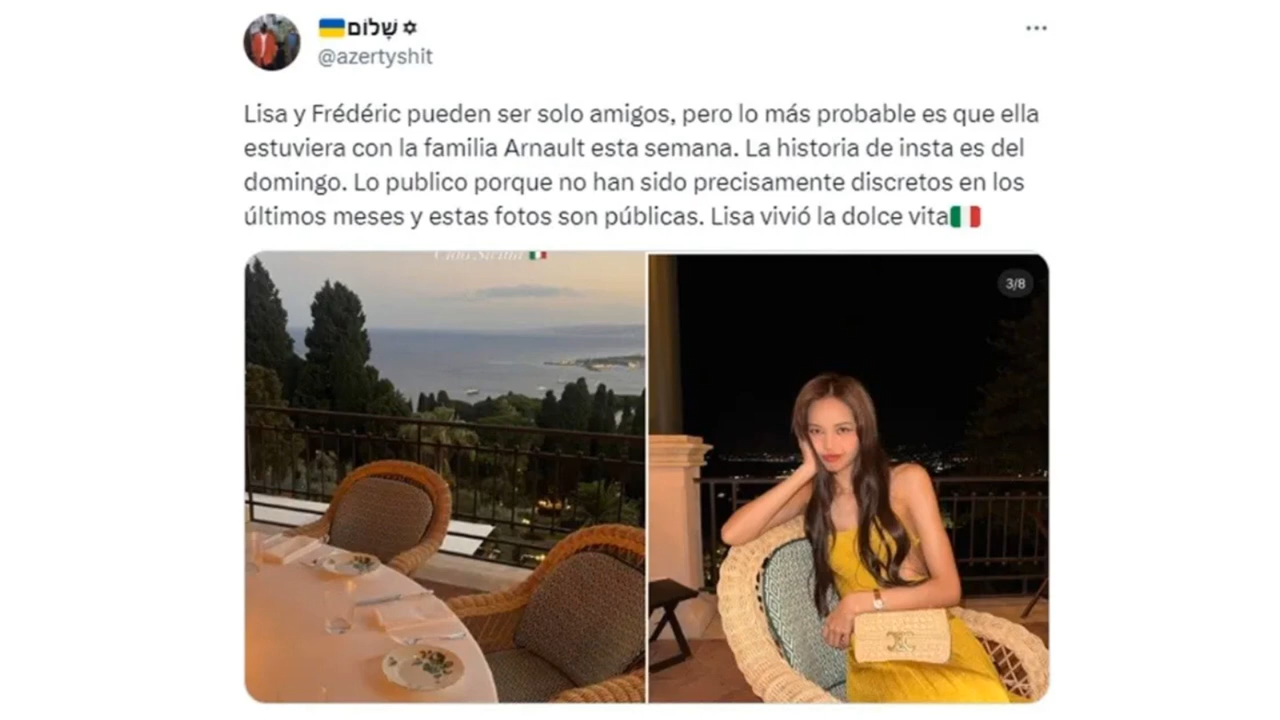 🇺🇦שָׁלוֹם✡
@azertyshit
Lisa y Frédéric pueden ser solo amigos, pero lo más probable es que ella
estuviera con la familia Arnault esta semana. La historia de insta es del
domingo. Lo publico porque no han sido precisamente discretos en los
últimos meses y estas fotos son públicas. Lisa vivió la dolce vita🇮🇹
3/8